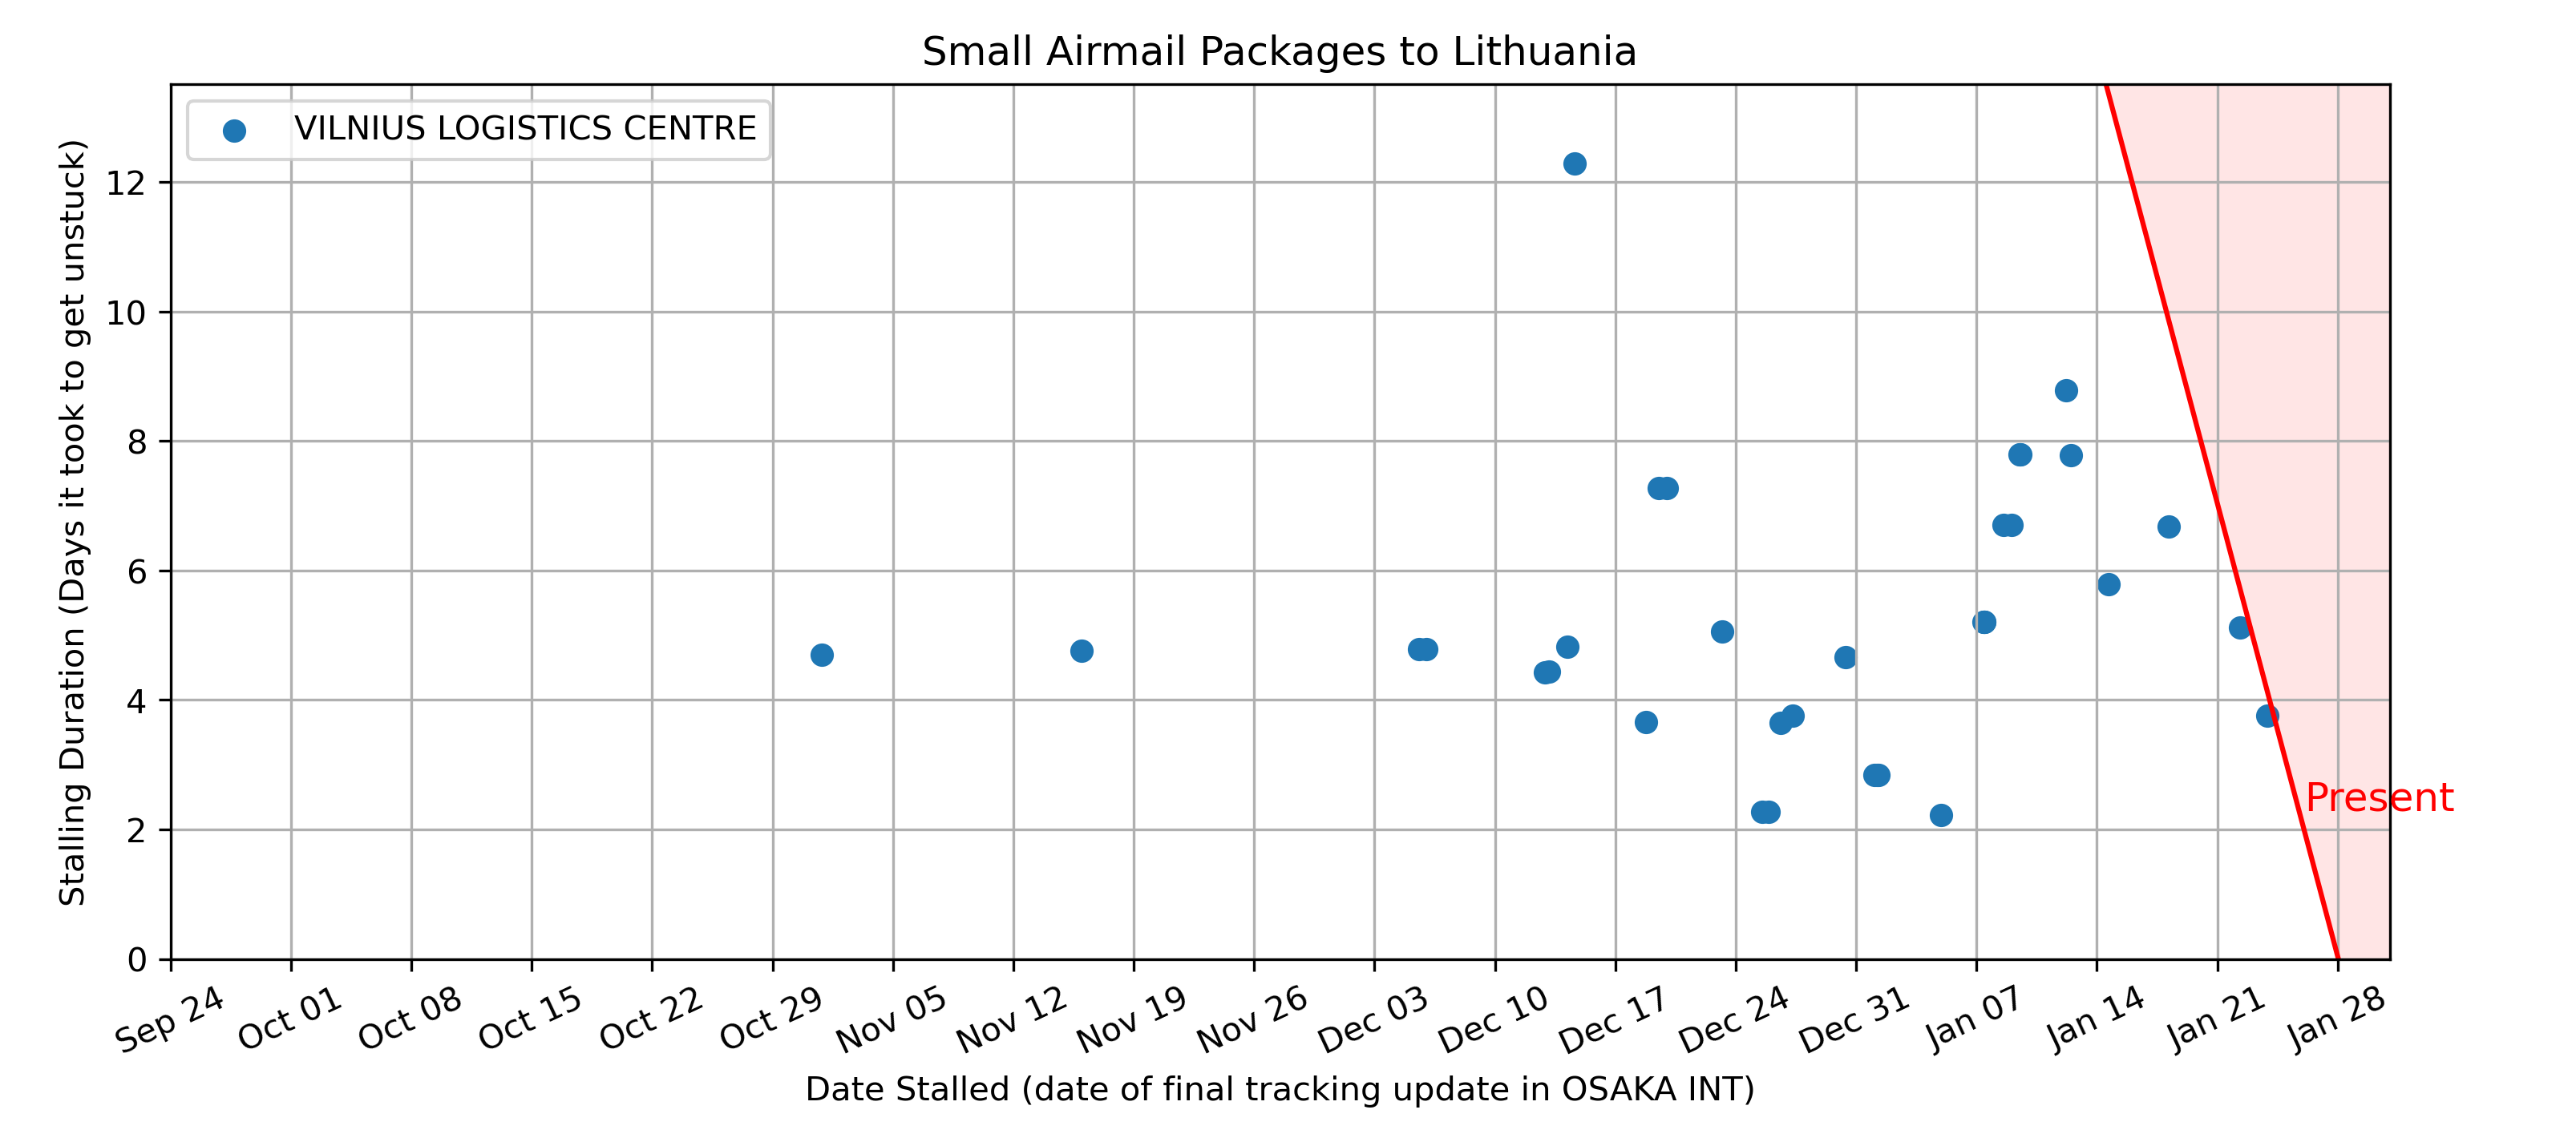 Small Airmail Packages to Lithuania
VILNIUS LOGISTICS CENTRE
Stalling Duration (Days it took to get unstuck)
12
10
8
6
4
2
0
Present
Sep 24
Oct 01
Oct 08
Oct 15
Oct 22
Oct 29
Nov 05
Nov 12
Nov 19
Nov 26
Dec 03
Dec 10
Dec 17
Dec 24
Dec 31
Jan 07
Jan 14
Jan 21
Jan 28
Date Stalled (date of final tracking update in OSAKA INT)